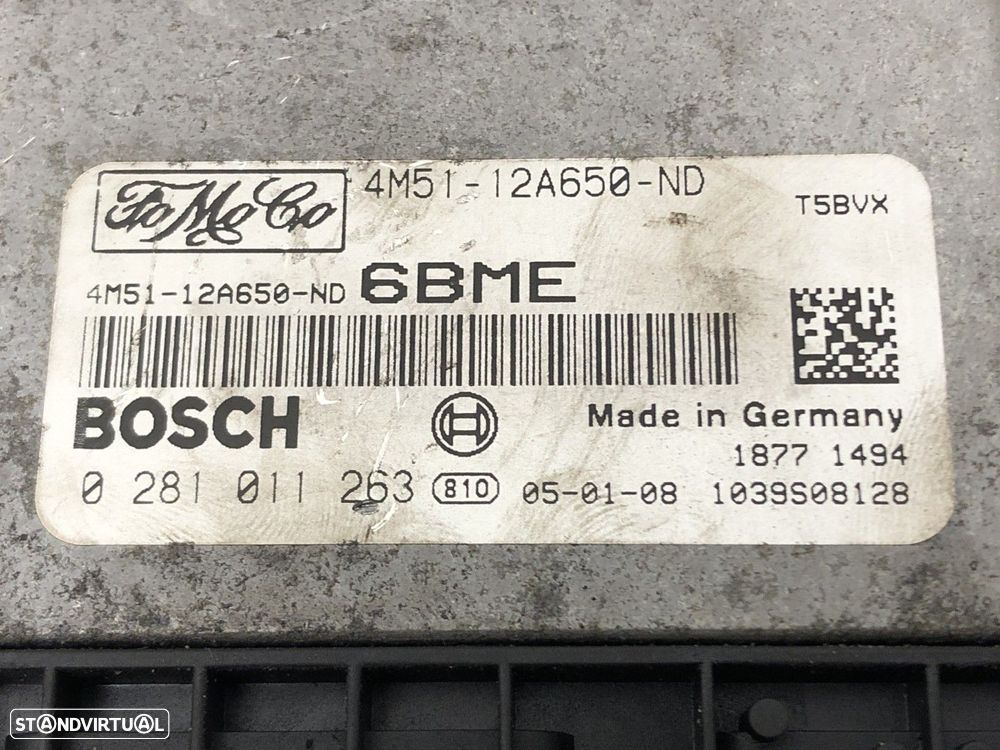 FoMoCo 4M51-12A650-ND
T5BVX
4M51-12A650-ND 6BME
BOSCH Made in Germany
1877 1494
0 281 011 263 810 05-01-08 1039S08128
STANDVIRTUAL